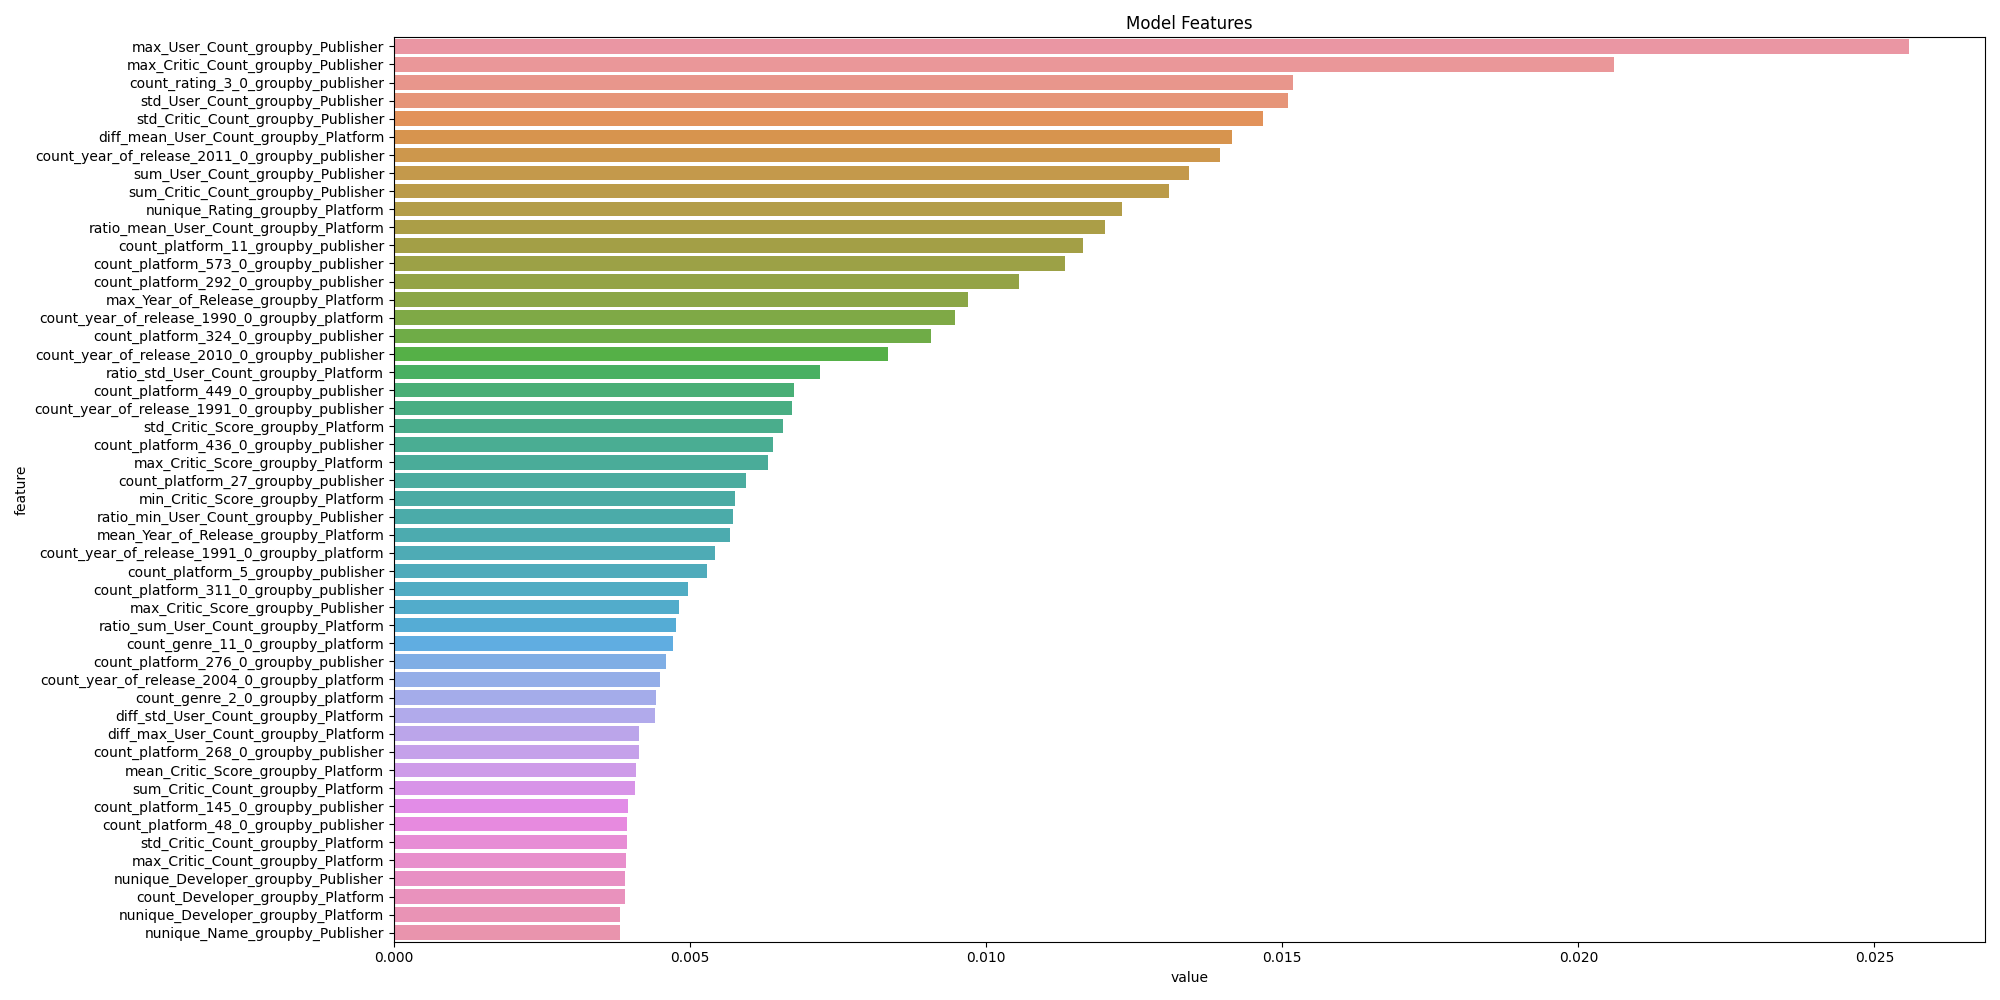 Model Features
max_User_Count_groupby_Publisher
max_Critic_Count_groupby_Publisher
count_rating_3_0_groupby_publisher
std_User_Count_groupby_Publisher
std_Critic_Count_groupby_Publisher
diff_mean_User_Count_groupby_Platform
count_year_of_release_2011_0_groupby_publisher
sum_User_Count_groupby_Publisher
sum_Critic_Count_groupby_Publisher
nunique_Rating_groupby_Platform
ratio_mean_User_Count_groupby_Platform
count_platform_11_groupby_publisher
count_platform_573_0_groupby_publisher
count_platform_292_0_groupby_publisher
max_Year_of_Release_groupby_Platform
count_year_of_release_1990_0_groupby_platform
count_platform_324_0_groupby_publisher
count_year_of_release_2010_0_groupby_publisher
ratio_std_User_Count_groupby_Platform
count_platform_449_0_groupby_publisher
count_year_of_release_1991_0_groupby_publisher
std_Critic_Score_groupby_Platform
count_platform_436_0_groupby_publisher
max_Critic_Score_groupby_Platform
count_platform_27_groupby_publisher
min_Critic_Score_groupby_Platform
ratio_min_User_Count_groupby_Publisher
mean_Year_of_Release_groupby_Platform
count_year_of_release_1991_0_groupby_platform
count_platform_5_groupby_publisher
count_platform_311_0_groupby_publisher
max_Critic_Score_groupby_Publisher
ratio_sum_User_Count_groupby_Platform
count_genre_11_0_groupby_platform
count_platform_276_0_groupby_publisher
count_year_of_release_2004_0_groupby_platform
count_genre_2_0_groupby_platform
diff_std_User_Count_groupby_Platform
diff_max_User_Count_groupby_Platform
count_platform_268_0_groupby_publisher
mean_Critic_Score_groupby_Platform
sum_Critic_Count_groupby_Platform
count_platform_145_0_groupby_publisher
count_platform_48_0_groupby_publisher
std_Critic_Count_groupby_Platform
max_Critic_Count_groupby_Platform
nunique_Developer_groupby_Publisher
count_Developer_groupby_Platform
nunique_Developer_groupby_Platform
nunique_Name_groupby_Publisher
feature
0.000 0.005 0.010 0.015 0.020 0.025
value